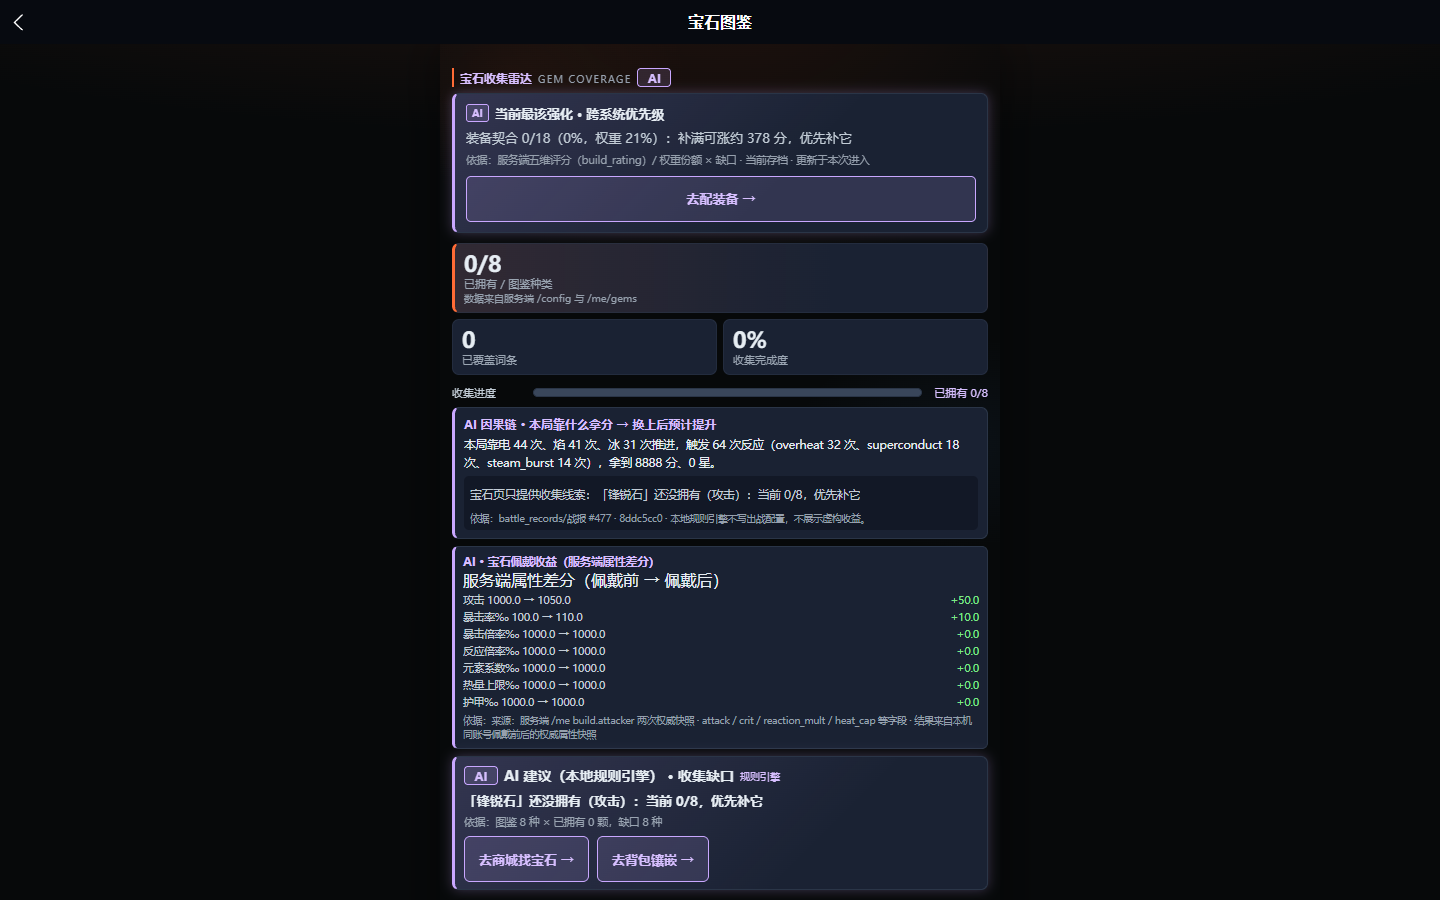 宝石图鉴
宝石收集雷达 GEM COVERAGE AI
AI 当前最该强化 • 跨系统优先级
装备契合 0/18（0%，权重 21%）：补满可涨约 378 分，优先补它
依据：服务端五维评分（build_rating）/ 权重份额 × 缺口 · 当前存档 · 更新于本次进入
去配装备 →
0/8
已拥有 / 图鉴种类
数据来自服务端 /config 与 /me/gems
0
已覆盖词条
0%
收集完成度
收集进度 已拥有 0/8
AI 因果链 • 本局靠什么拿分 → 换上后预计提升
本局靠电 44 次、焰 41 次、冰 31 次推进，触发 64 次反应（overheat 32 次、superconduct 18
次、steam_burst 14 次），拿到 8888 分、0 星。
宝石页只提供收集线索：「锋锐石」还没拥有（攻击）：当前 0/8，优先补它
依据：battle_records/战报 #477 · 8ddc5cc0 · 本地规则引擎不写出战配置，不展示虚构收益。
AI • 宝石佩戴收益（服务端属性差分）
服务端属性差分（佩戴前 → 佩戴后）
攻击 1000.0 → 1050.0 +50.0
暴击率‰ 100.0 → 110.0 +10.0
暴击倍率‰ 1000.0 → 1000.0 +0.0
反应倍率‰ 1000.0 → 1000.0 +0.0
元素系数‰ 1000.0 → 1000.0 +0.0
热量上限‰ 1000.0 → 1000.0 +0.0
护甲‰ 1000.0 → 1000.0 +0.0
依据：来源：服务端 /me build.attacker 两次权威快照 · attack / crit / reaction_mult / heat_cap 等字段 · 结果来自本机
同账号佩戴前后的权威属性快照
AI AI 建议（本地规则引擎） • 收集缺口 规则引擎
「锋锐石」还没拥有（攻击）：当前 0/8，优先补它
依据：图鉴 8 种 × 已拥有 0 颗，缺口 8 种
去商城找宝石 →
去背包镶嵌 →